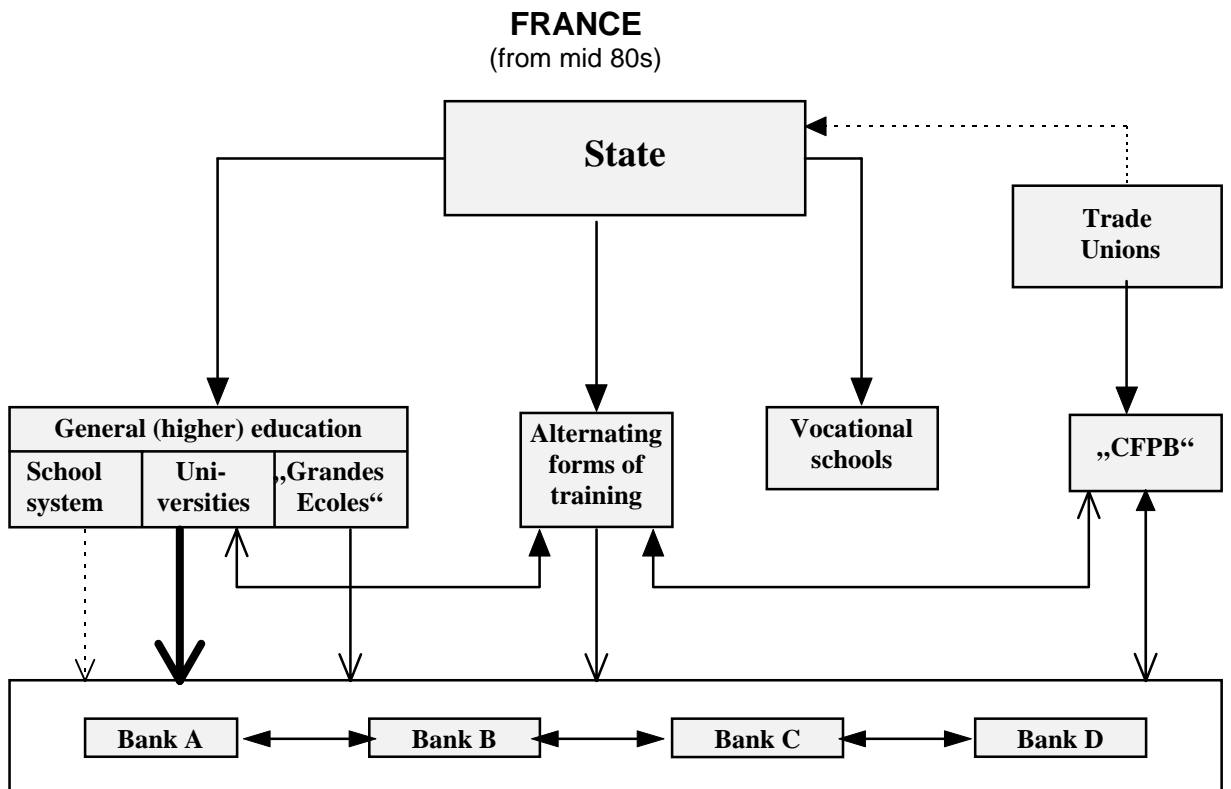 FRANCE
(from mid 80s)
State
Trade
Unions
General (higher) education
School
system
Uni-
versities
„Grandes
Ecoles“
Alternating
forms of
training
Vocational
schools
„CFPB“
Bank A
Bank B
Bank C
Bank D